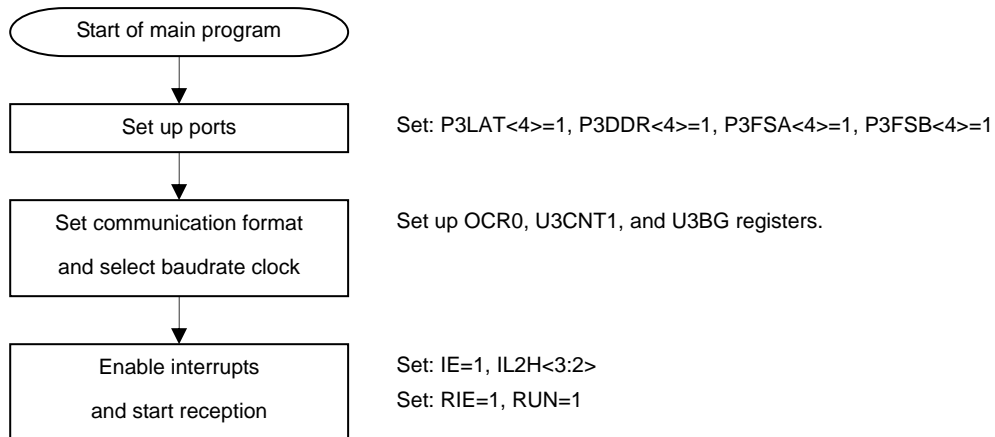 Start of main program
Set up ports
Set: P3LAT<4>=1, P3DDR<4>=1, P3FSA<4>=1, P3FSB<4>=1
Set communication format
and select baudrate clock
Set up OCR0, U3CNT1, and U3BG registers.
Enable interrupts
and start reception
Set: IE=1, IL2H<3:2>
Set: RIE=1, RUN=1